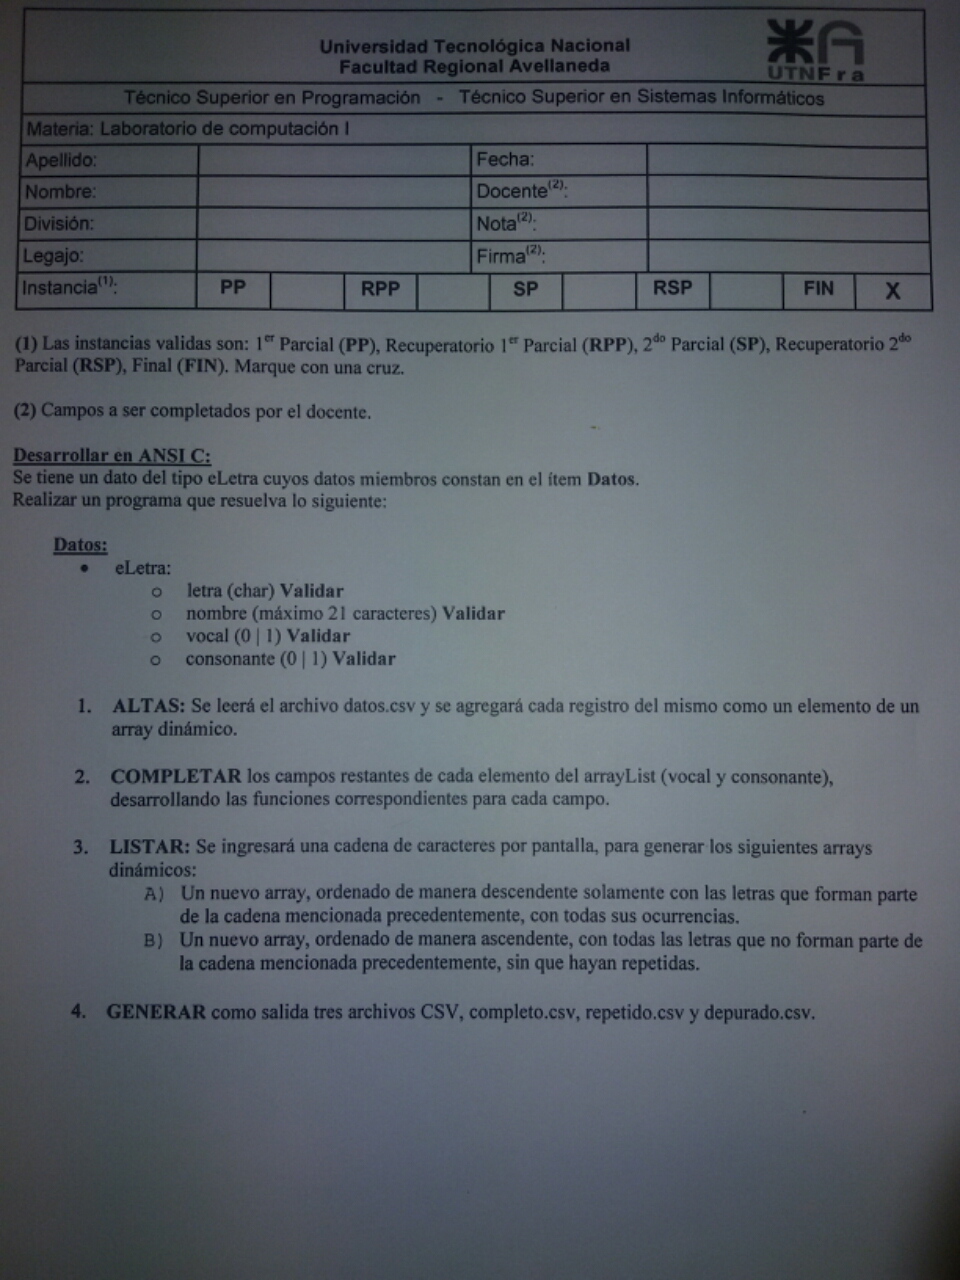 Universidad Tecnológica Nacional
Facultad Regional Avellaneda
UTNFra
Técnico Superior en Programación - Técnico Superior en Sistemas Informáticos
Materia: Laboratorio de computación I
Apellido: Fecha:
Nombre: Docente(2):
División: Nota(2):
Legajo: Firma(2):
Instancia(1): PP RPP SP RSP FIN X
(1) Las instancias validas son: 1er Parcial (PP), Recuperatorio 1er Parcial (RPP), 2do Parcial (SP), Recuperatorio 2do
Parcial (RSP), Final (FIN). Marque con una cruz.
(2) Campos a ser completados por el docente.
Desarrollar en ANSI C:
Se tiene un dato del tipo eLetra cuyos datos miembros constan en el ítem Datos.
Realizar un programa que resuelva lo siguiente:
Datos:
• eLetra:
o letra (char) Validar
o nombre (máximo 21 caracteres) Validar
o vocal (0 | 1) Validar
o consonante (0 | 1) Validar
1. ALTAS: Se leerá el archivo datos.csv y se agregará cada registro del mismo como un elemento de un
array dinámico.
2. COMPLETAR los campos restantes de cada elemento del arrayList (vocal y consonante),
desarrollando las funciones correspondientes para cada campo.
3. LISTAR: Se ingresará una cadena de caracteres por pantalla, para generar los siguientes arrays
dinámicos:
A) Un nuevo array, ordenado de manera descendente solamente con las letras que forman parte
de la cadena mencionada precedentemente, con todas sus ocurrencias.
B) Un nuevo array, ordenado de manera ascendente, con todas las letras que no forman parte de
la cadena mencionada precedentemente, sin que hayan repetidas.
4. GENERAR como salida tres archivos CSV, completo.csv, repetido.csv y depurado.csv.